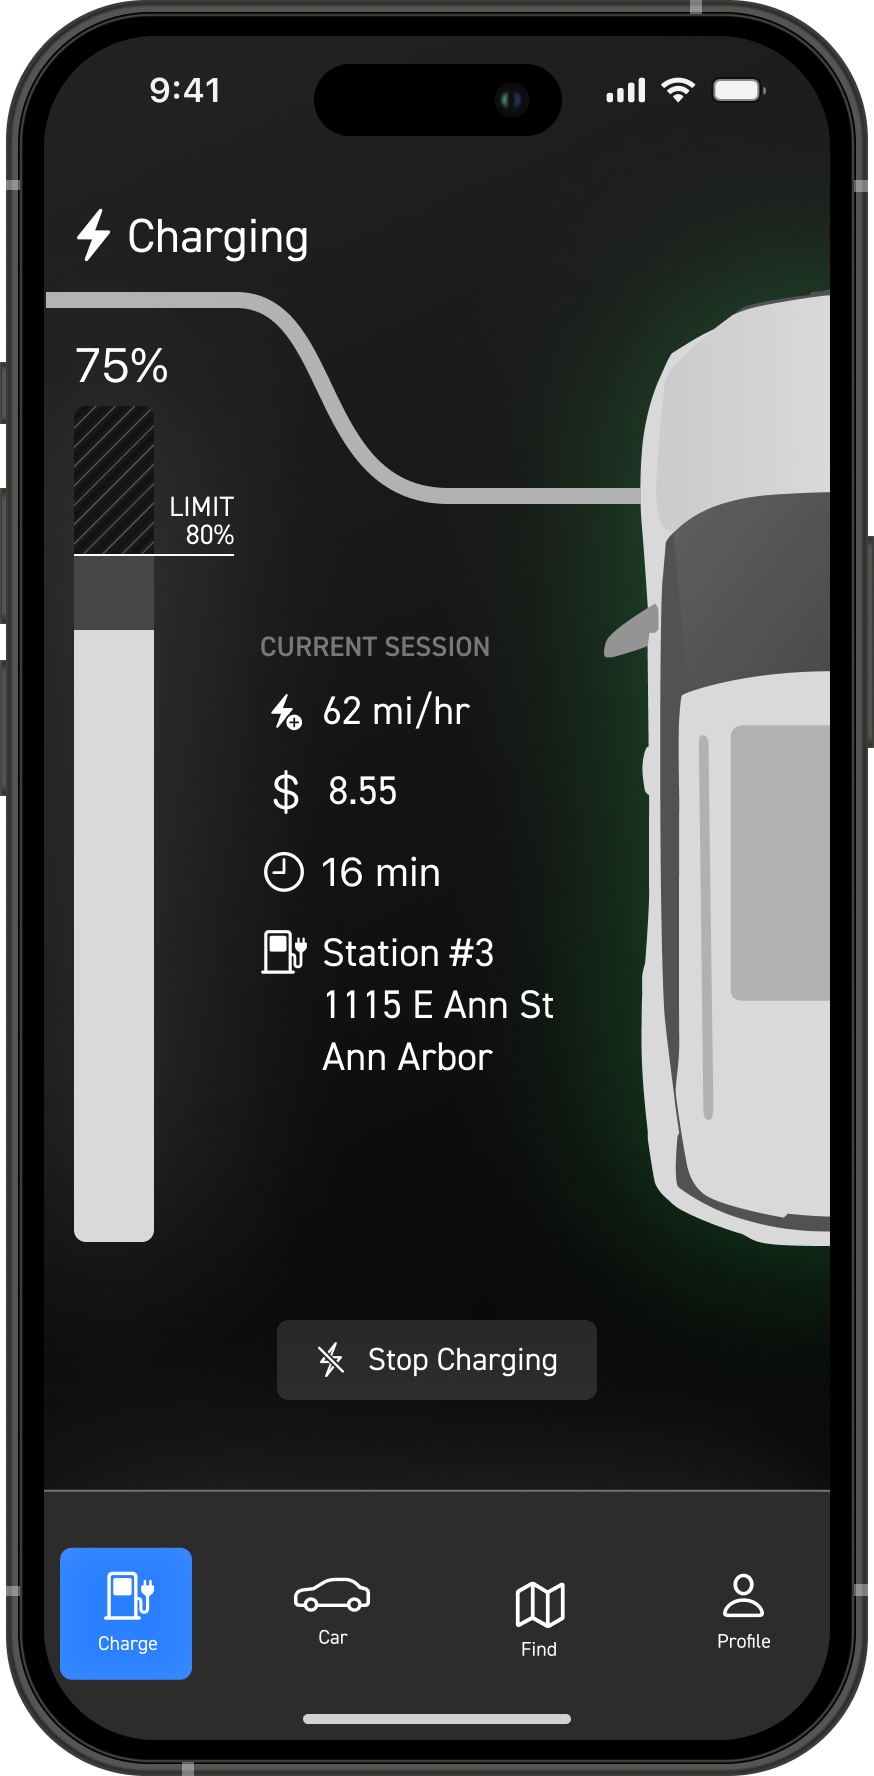 9:41
Charging
75%
LIMIT
80%
CURRENT SESSION
62 mi/hr
$ 8.55
16 min
Station #3
1115 E Ann St
Ann Arbor
Stop Charging
Charge
Car
Find
Profile